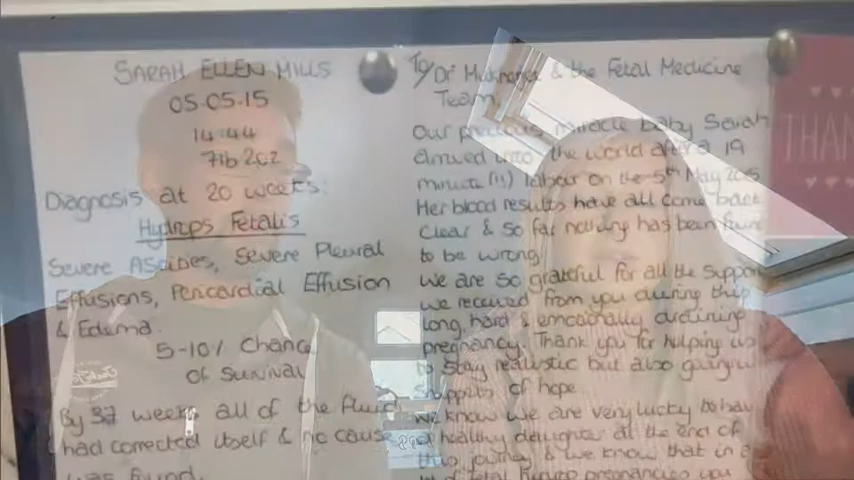 SARAH ELLEN MILLS
05.05.15
14:44
7lb 2oz
Diagnosis at 20 weeks:
Hydrops Fetalis
Severe Ascites, Severe Pleural
Effusions, Pericardial Effusion
& Edema.
5-10% Chance
of Survival
By 37 weeks all of the fluid
had corrected itself & no cause
was found.
To/Dr & the Fetal Medicine
Team,
Our precious miracle baby Sarah
arrived into the world after a 19
minute (!!) labour on the 5th May 2015
Her blood results have all come back
clear & so far nothing has been
to be wrong.
We are so grateful for all the support
we received from you during this
long, hard & emotionally draining
pregnancy. Thank you for helping us
to stay realistic but also giving us
snippets of hope.
We know we are very lucky to have
a healthy daughter at the end of
this journey & we know that in a
lot of fetal hydrops pregnancies you
THAN